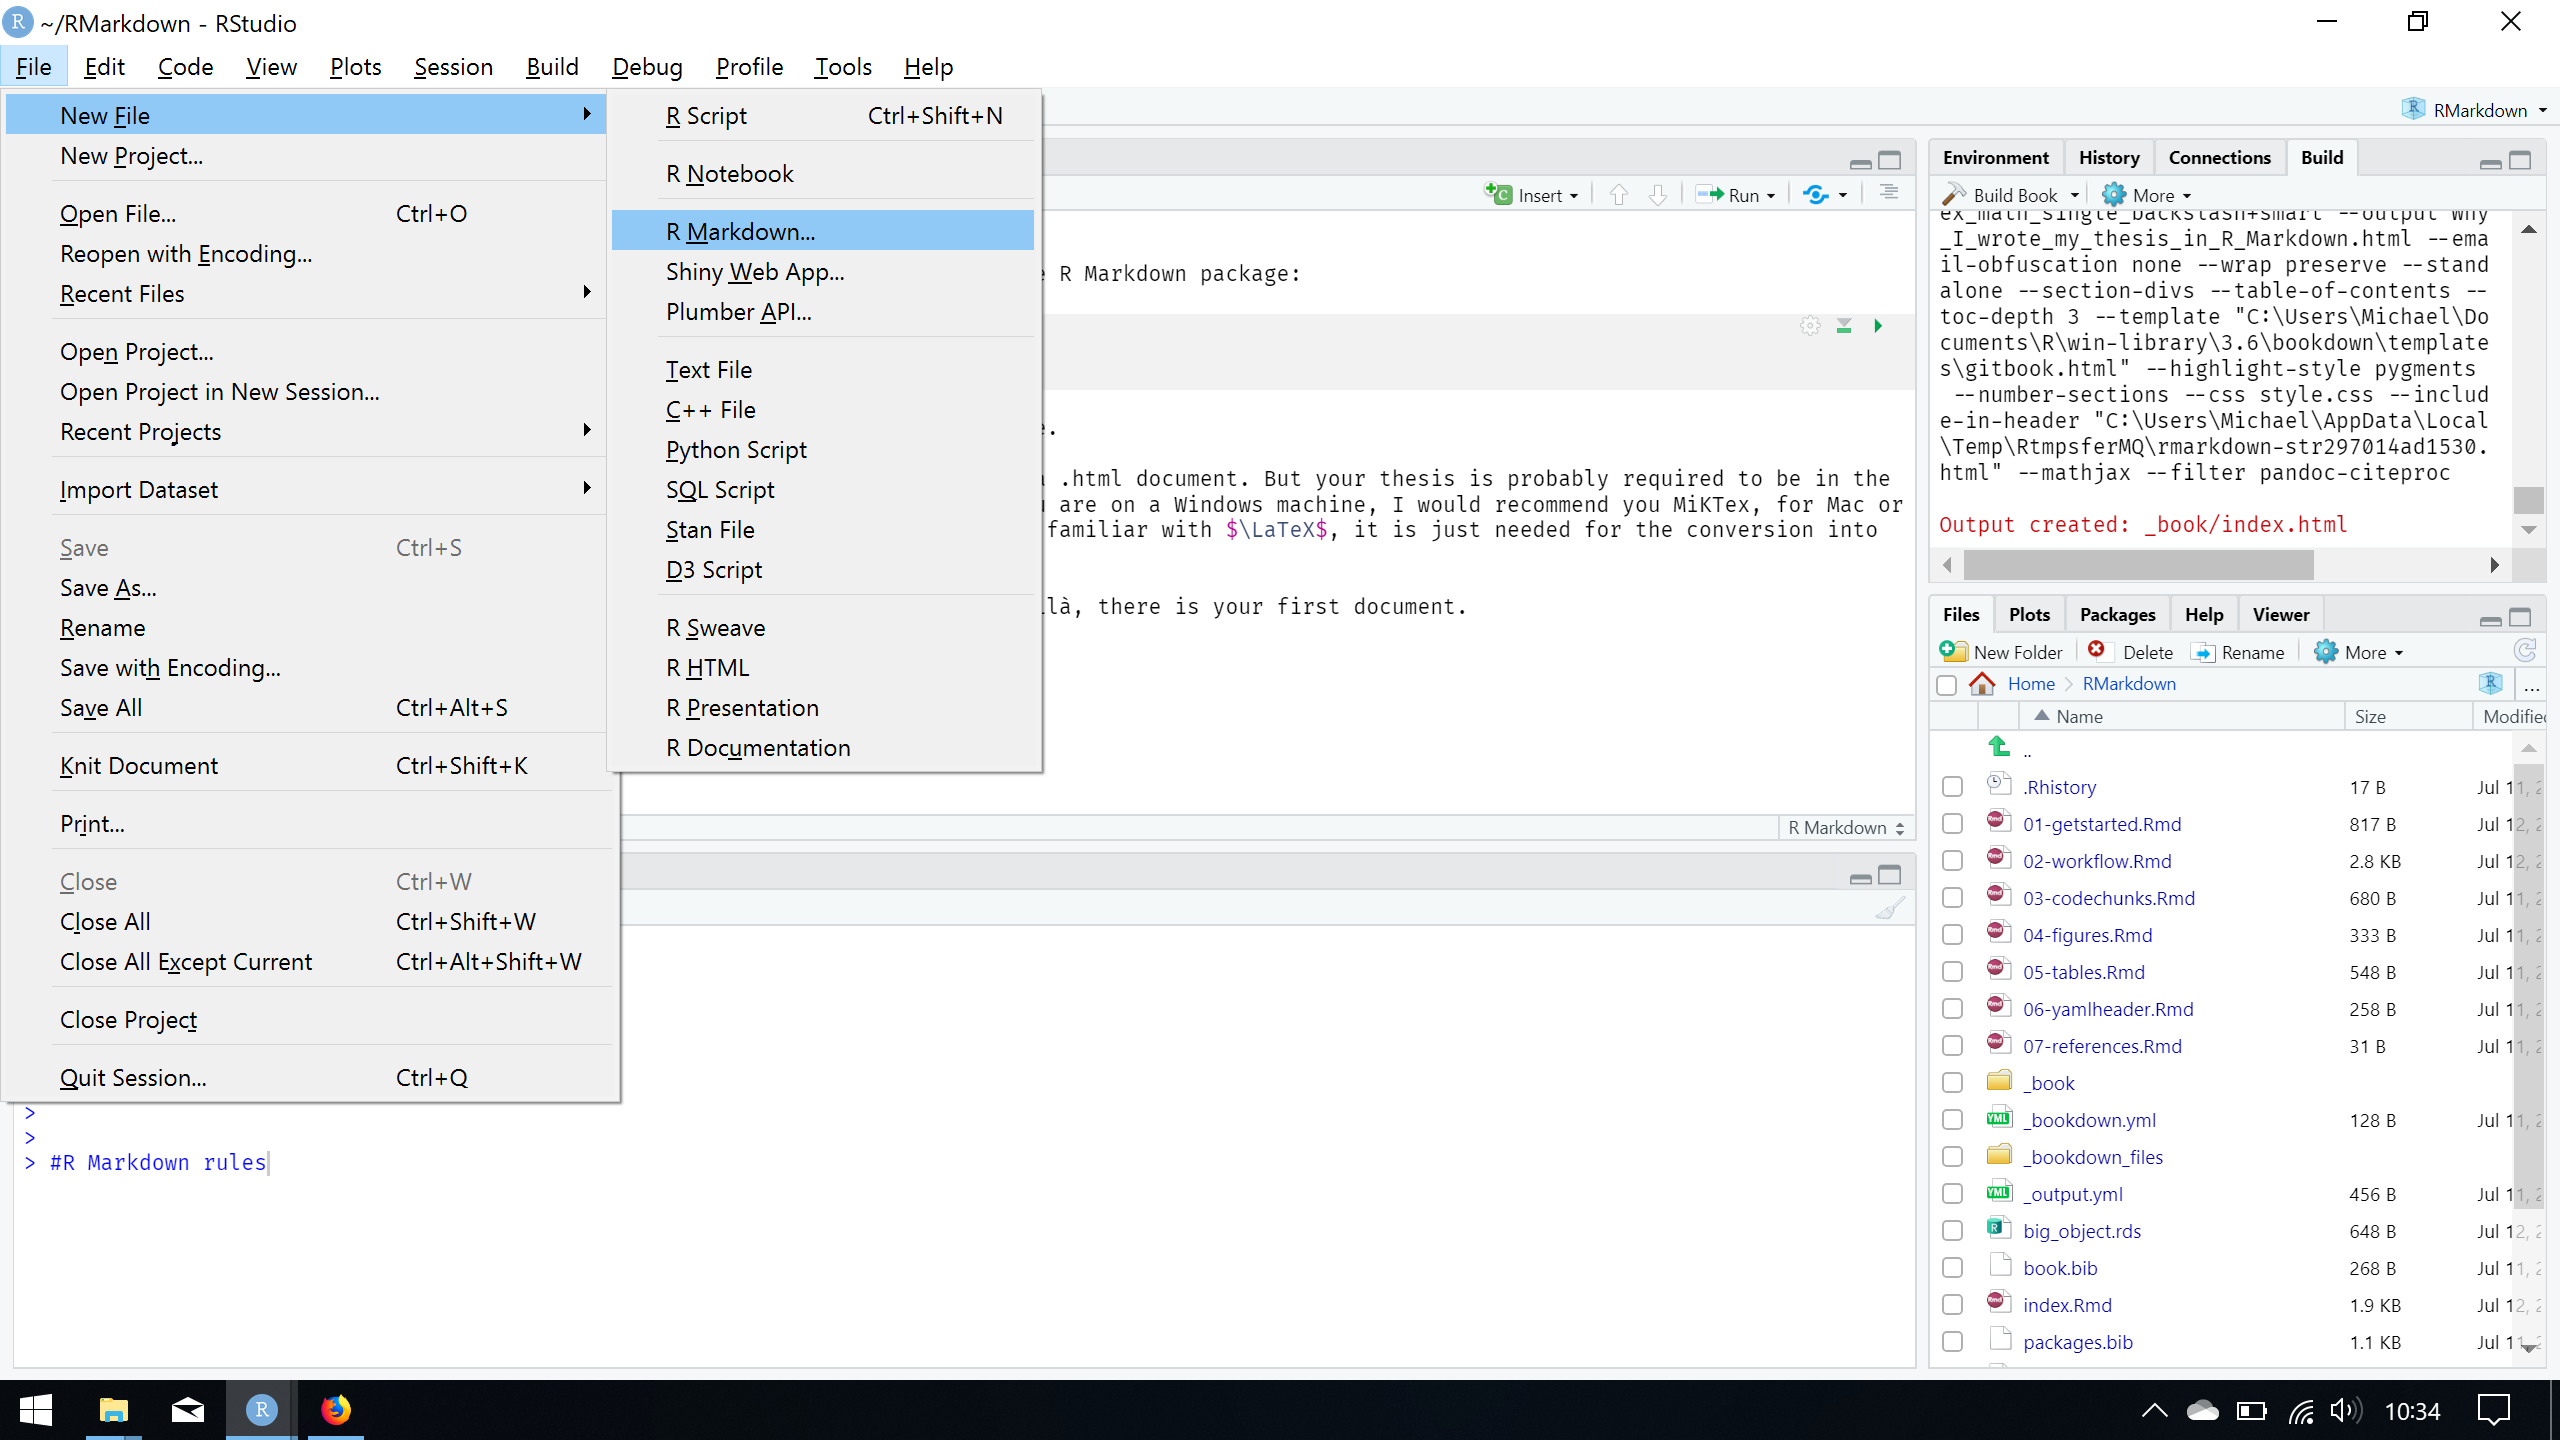 R ~/RMarkdown - RStudio
File Edit Code View Plots Session Build Debug Profile Tools Help
New File
New Project...
Open File... Ctrl+O
Reopen with Encoding...
Recent Files
Open Project...
Open Project in New Session...
Recent Projects
Import Dataset
Save Ctrl+S
Save As...
Rename
Save with Encoding...
Save All Ctrl+Alt+S
Knit Document Ctrl+Shift+K
Print...
Close Ctrl+W
Close All Ctrl+Shift+W
Close All Except Current Ctrl+Alt+Shift+W
Close Project
Quit Session... Ctrl+Q
R Script Ctrl+Shift+N
R Notebook
R Markdown...
Shiny Web App...
Plumber API...
Text File
C++ File
Python Script
SQL Script
Stan File
D3 Script
R Sweave
R HTML
R Presentation
R Documentation
RMarkdown
Insert Run
R Markdown package:
.html document. But your thesis is probably required to be in the
are on a Windows machine, I would recommend you MiKTex, for Mac or
familiar with $\LaTeX$, it is just needed for the conversion into
là, there is your first document.
R Markdown
>
>
> #R Markdown rules
Environment History Connections Build
Build Book More
ex_math_single_backslash+smart --output Why
_I_wrote_my_thesis_in_R_Markdown.html --ema
il-obfuscation none --wrap preserve --stand
alone --section-divs --table-of-contents --
toc-depth 3 --template "C:\Users\Michael\Do
cuments\R\win-library\3.6\bookdown\template
s\gitbook.html" --highlight-style pygments
--number-sections --css style.css --includ
e-in-header "C:\Users\Michael\AppData\Local
\Temp\RtmpsferMQ\rmarkdown-str297014ad1530.
html" --mathjax --filter pandoc-citeproc
Output created: _book/index.html
Files Plots Packages Help Viewer
New Folder Delete Rename More
Home RMarkdown ...
Name Size Modified
..
.Rhistory 17 B Jul 11, 2
01-getstarted.Rmd 817 B Jul 12, 2
02-workflow.Rmd 2.8 KB Jul 12, 2
03-codechunks.Rmd 680 B Jul 11, 2
04-figures.Rmd 333 B Jul 11, 2
05-tables.Rmd 548 B Jul 11, 2
06-yamlheader.Rmd 258 B Jul 11, 2
07-references.Rmd 31 B Jul 11, 2
_book
_bookdown.yml 128 B Jul 11, 2
_bookdown_files
_output.yml 456 B Jul 11, 2
big_object.rds 648 B Jul 12, 2
book.bib 268 B Jul 11, 2
index.Rmd 1.9 KB Jul 12, 2
packages.bib 1.1 KB Jul 11
10:34